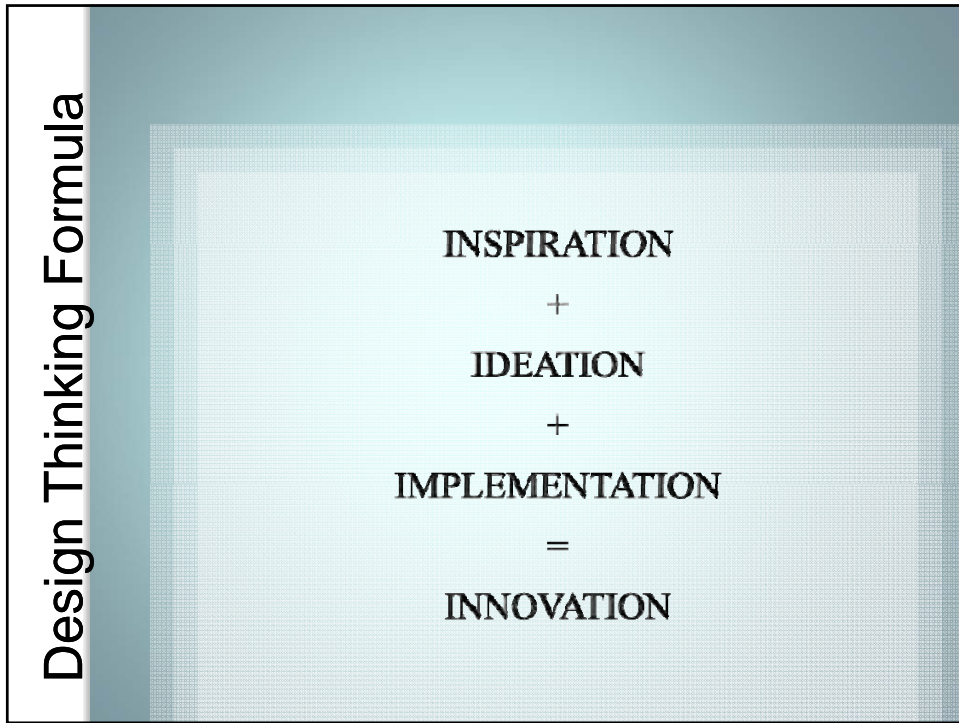 Design Thinking Formula
INSPIRATION
+
IDEATION
+
IMPLEMENTATION
=
INNOVATION